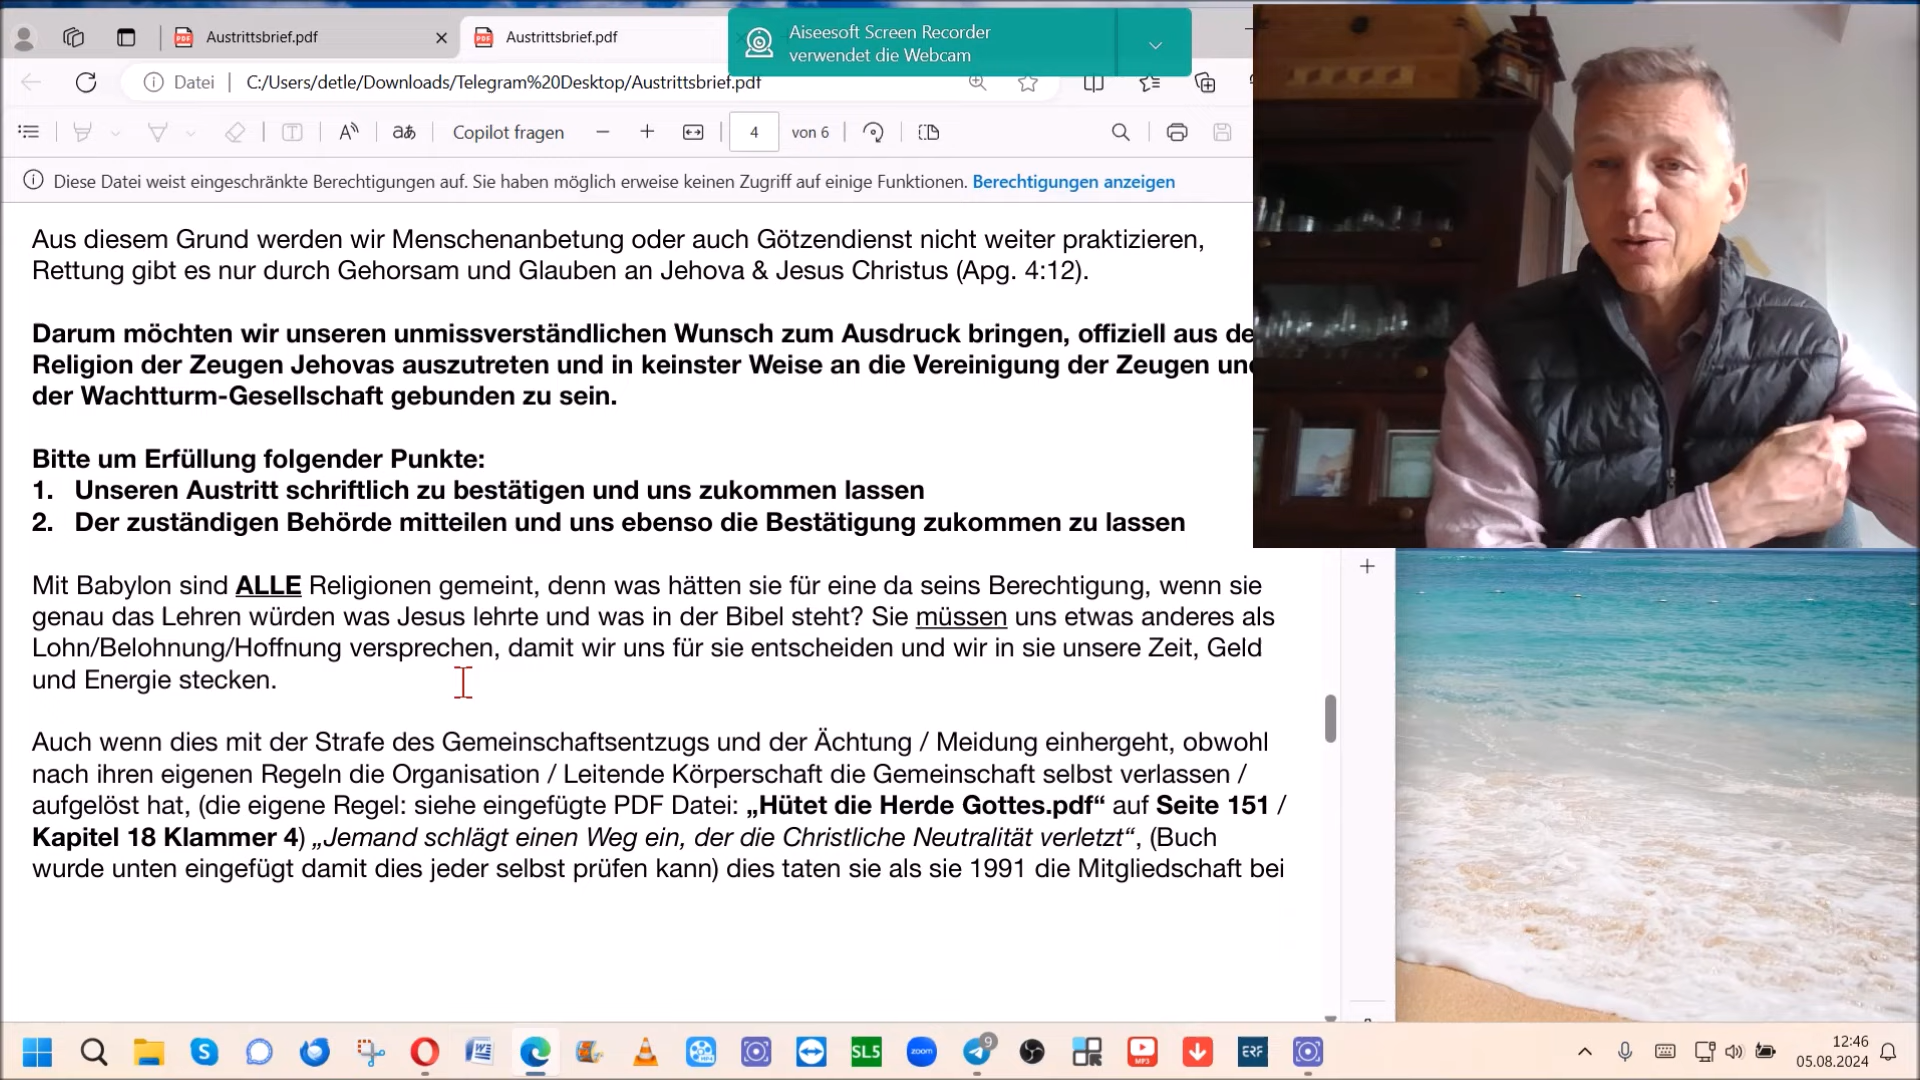 Austrittsbrief.pdf
Austrittsbrief.pdf
Aiseesoft Screen Recorder
verwendet die Webcam
Datei
C:/Users/detle/Downloads/Telegram%20Desktop/Austrittsbrief.pdf
Copilot fragen
4
von 6
Diese Datei weist eingeschränkte Berechtigungen auf. Sie haben möglich erweise keinen Zugriff auf einige Funktionen. Berechtigungen anzeigen
Aus diesem Grund werden wir Menschenanbetung oder auch Götzendienst nicht weiter praktizieren,
Rettung gibt es nur durch Gehorsam und Glauben an Jehova & Jesus Christus (Apg. 4:12).
Darum möchten wir unseren unmissverständlichen Wunsch zum Ausdruck bringen, offiziell aus de
Religion der Zeugen Jehovas auszutreten und in keinster Weise an die Vereinigung der Zeugen und
der Wachtturm-Gesellschaft gebunden zu sein.
Bitte um Erfüllung folgender Punkte:
1. Unseren Austritt schriftlich zu bestätigen und uns zukommen lassen
2. Der zuständigen Behörde mitteilen und uns ebenso die Bestätigung zukommen zu lassen
Mit Babylon sind ALLE Religionen gemeint, denn was hätten sie für eine da seins Berechtigung, wenn sie
genau das Lehren würden was Jesus lehrte und was in der Bibel steht? Sie müssen uns etwas anderes als
Lohn/Belohnung/Hoffnung versprechen, damit wir uns für sie entscheiden und wir in sie unsere Zeit, Geld
und Energie stecken.
Auch wenn dies mit der Strafe des Gemeinschaftsentzugs und der Ächtung / Meidung einhergeht, obwohl
nach ihren eigenen Regeln die Organisation / Leitende Körperschaft die Gemeinschaft selbst verlassen /
aufgelöst hat, (die eigene Regel: siehe eingefügte PDF Datei: „Hütet die Herde Gottes.pdf“ auf Seite 151 /
Kapitel 18 Klammer 4) „Jemand schlägt einen Weg ein, der die Christliche Neutralität verletzt“, (Buch
wurde unten eingefügt damit dies jeder selbst prüfen kann) dies taten sie als sie 1991 die Mitgliedschaft bei
SL5
zoom
9
MP3
ERF
12:46
05.08.2024